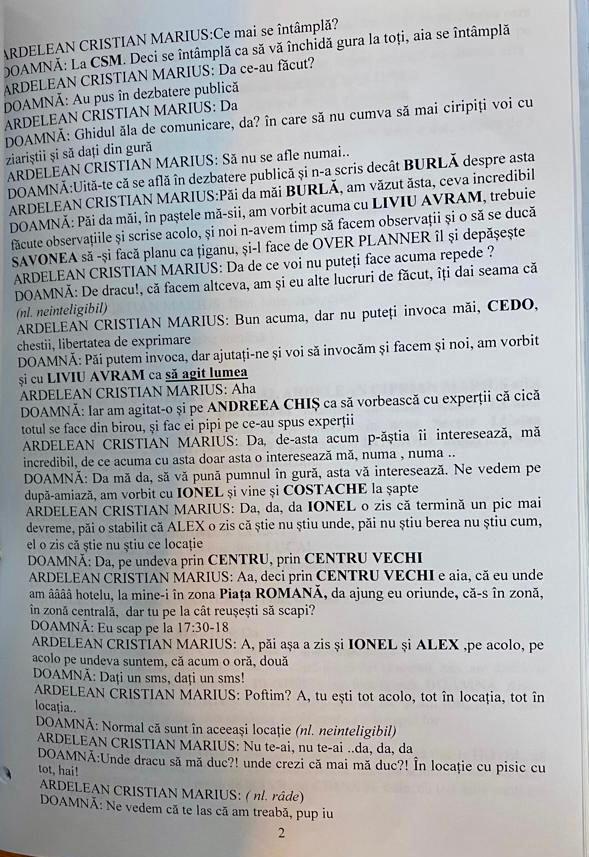 ARDELEAN CRISTIAN MARIUS:Ce mai se întâmplă?
DOAMNĂ: La CSM. Deci se întâmplă ca să vă închidă gura la toți, aia se întâmplă
ARDELEAN CRISTIAN MARIUS: Da ce-au făcut?
DOAMNĂ: Au pus în dezbatere publică
ARDELEAN CRISTIAN MARIUS: Da
DOAMNĂ: Ghidul ăla de comunicare, da? în care să nu cumva să mai ciripiți voi cu
ziariștii și să dați din gură
ARDELEAN CRISTIAN MARIUS: Să nu se afle numai..
DOAMNĂ:Uită-te că se află în dezbatere publică și n-a scris decât BURLĂ despre asta
ARDELEAN CRISTIAN MARIUS:Păi da măi BURLĂ, am văzut ăsta, ceva incredibil
DOAMNĂ: Păi da măi, în paștele mă-sii, am vorbit acuma cu LIVIU AVRAM, trebuie
făcute observațiile și scrise acolo, și noi n-avem timp să facem observații și o să se ducă
SAVONEA să -și facă planu ca țiganu, și-l face de OVER PLANNER îl și depășește
ARDELEAN CRISTIAN MARIUS: Da de ce voi nu puteți face acuma repede ?
DOAMNĂ: De dracu!, că facem altceva, am și eu alte lucruri de făcut, îți dai seama că
(nl. neinteligibil)
ARDELEAN CRISTIAN MARIUS: Bun acuma, dar nu puteți invoca măi, CEDO,
chestii, libertatea de exprimare
DOAMNĂ: Păi putem invoca, dar ajutați-ne și voi să invocăm și facem și noi, am vorbit
și cu LIVIU AVRAM ca să agit lumea
ARDELEAN CRISTIAN MARIUS: Aha
DOAMNĂ: Iar am agitat-o și pe ANDREEA CHIȘ ca să vorbească cu experții că cică
totul se face din birou, și fac ei pipi pe ce-au spus experții
ARDELEAN CRISTIAN MARIUS: Da, de-asta acum p-ăștia îi interesează, mă
incredibil, de ce acuma cu asta doar asta o interesează mă, numa , numa ..
DOAMNĂ: Da mă da, să vă pună pumnul în gură, asta vă interesează. Ne vedem pe
după-amiază, am vorbit cu IONEL și vine și COSTACHE la șapte
ARDELEAN CRISTIAN MARIUS: Da, da, da IONEL o zis că termină un pic mai
devreme, păi o stabilit că ALEX o zis că știe nu știu unde, păi nu știu berea nu știu cum,
el o zis că știe nu știu ce locație
DOAMNĂ: Da, pe undeva prin CENTRU, prin CENTRU VECHI
ARDELEAN CRISTIAN MARIUS: Aa, deci prin CENTRU VECHI e aia, că eu unde
am ââââ hotelu, la mine-i în zona Piața ROMANĂ, da ajung eu oriunde, că-s în zonă,
în zonă centrală, dar tu pe la cât reușești să scapi?
DOAMNĂ: Eu scap pe la 17:30-18
ARDELEAN CRISTIAN MARIUS: A, păi așa a zis și IONEL și ALEX ,pe acolo, pe
acolo pe undeva suntem, că acum o oră, două
DOAMNĂ: Dați un sms, dați un sms!
ARDELEAN CRISTIAN MARIUS: Poftim? A, tu ești tot acolo, tot în locația, tot în
locația..
DOAMNĂ: Normal că sunt în aceeași locație (nl. neinteligibil)
ARDELEAN CRISTIAN MARIUS: Nu te-ai, nu te-ai ..da, da, da
DOAMNĂ:Unde dracu să mă duc?! unde crezi că mai mă duc?! În locație cu pisic cu
tot, hai!
ARDELEAN CRISTIAN MARIUS: ( nl. râde)
DOAMNĂ: Ne vedem că te las că am treabă, pup iu
2